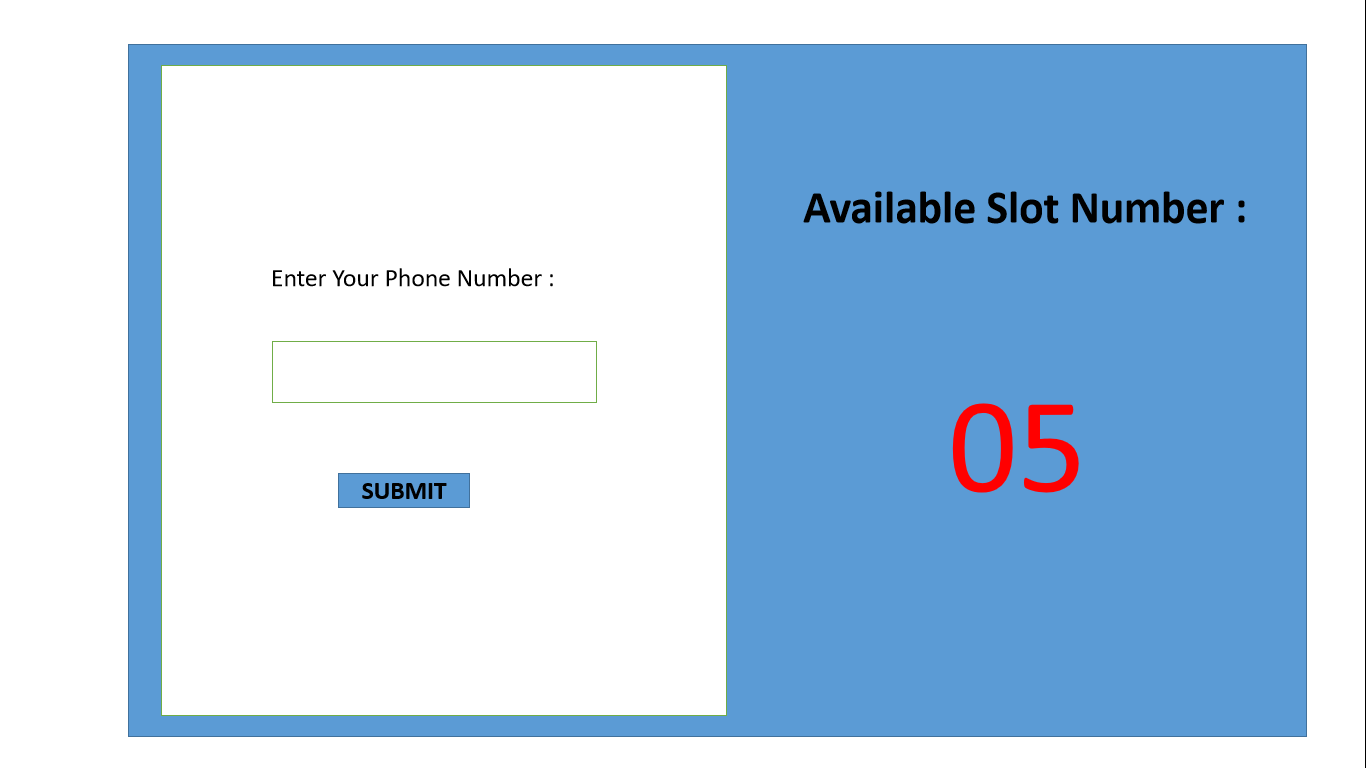 Enter Your Phone Number :
SUBMIT
Available Slot Number :
05